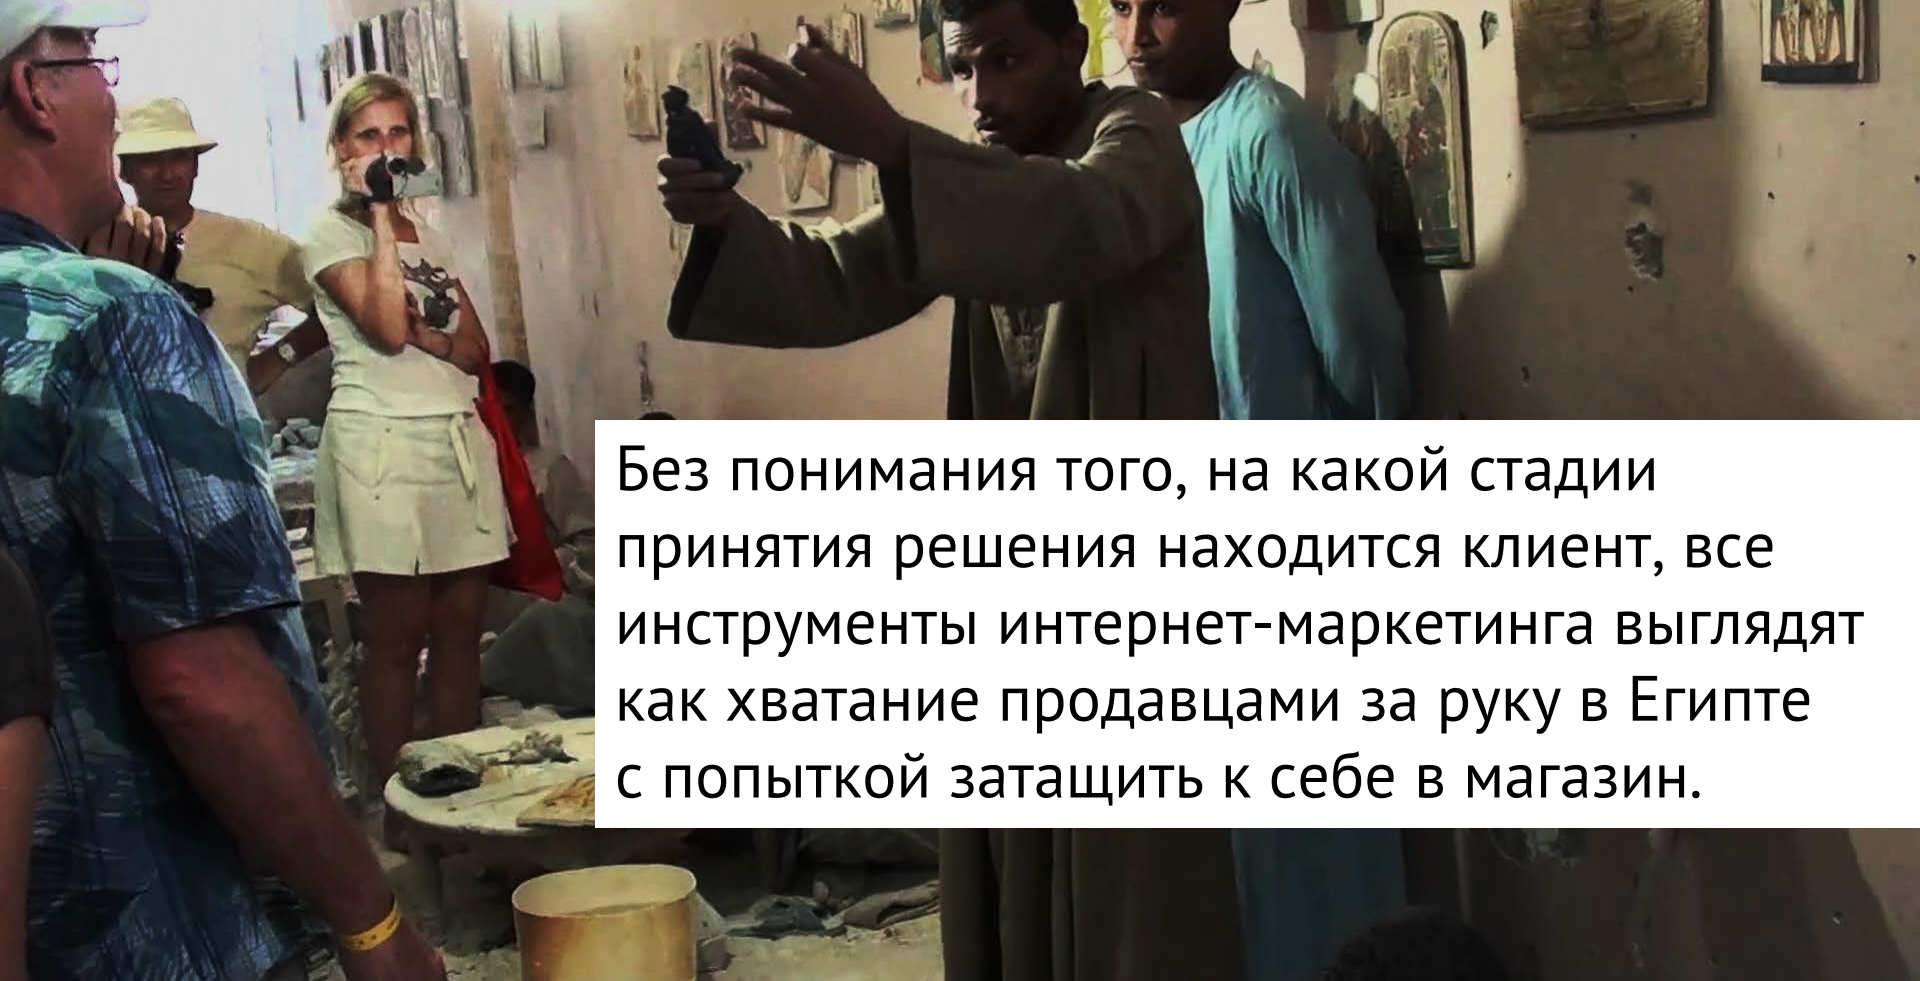 Без понимания того, на какой стадии
принятия решения находится клиент, все
инструменты интернет-маркетинга выглядят
как хватание продавцами за руку в Египте
с попыткой затащить к себе в магазин.